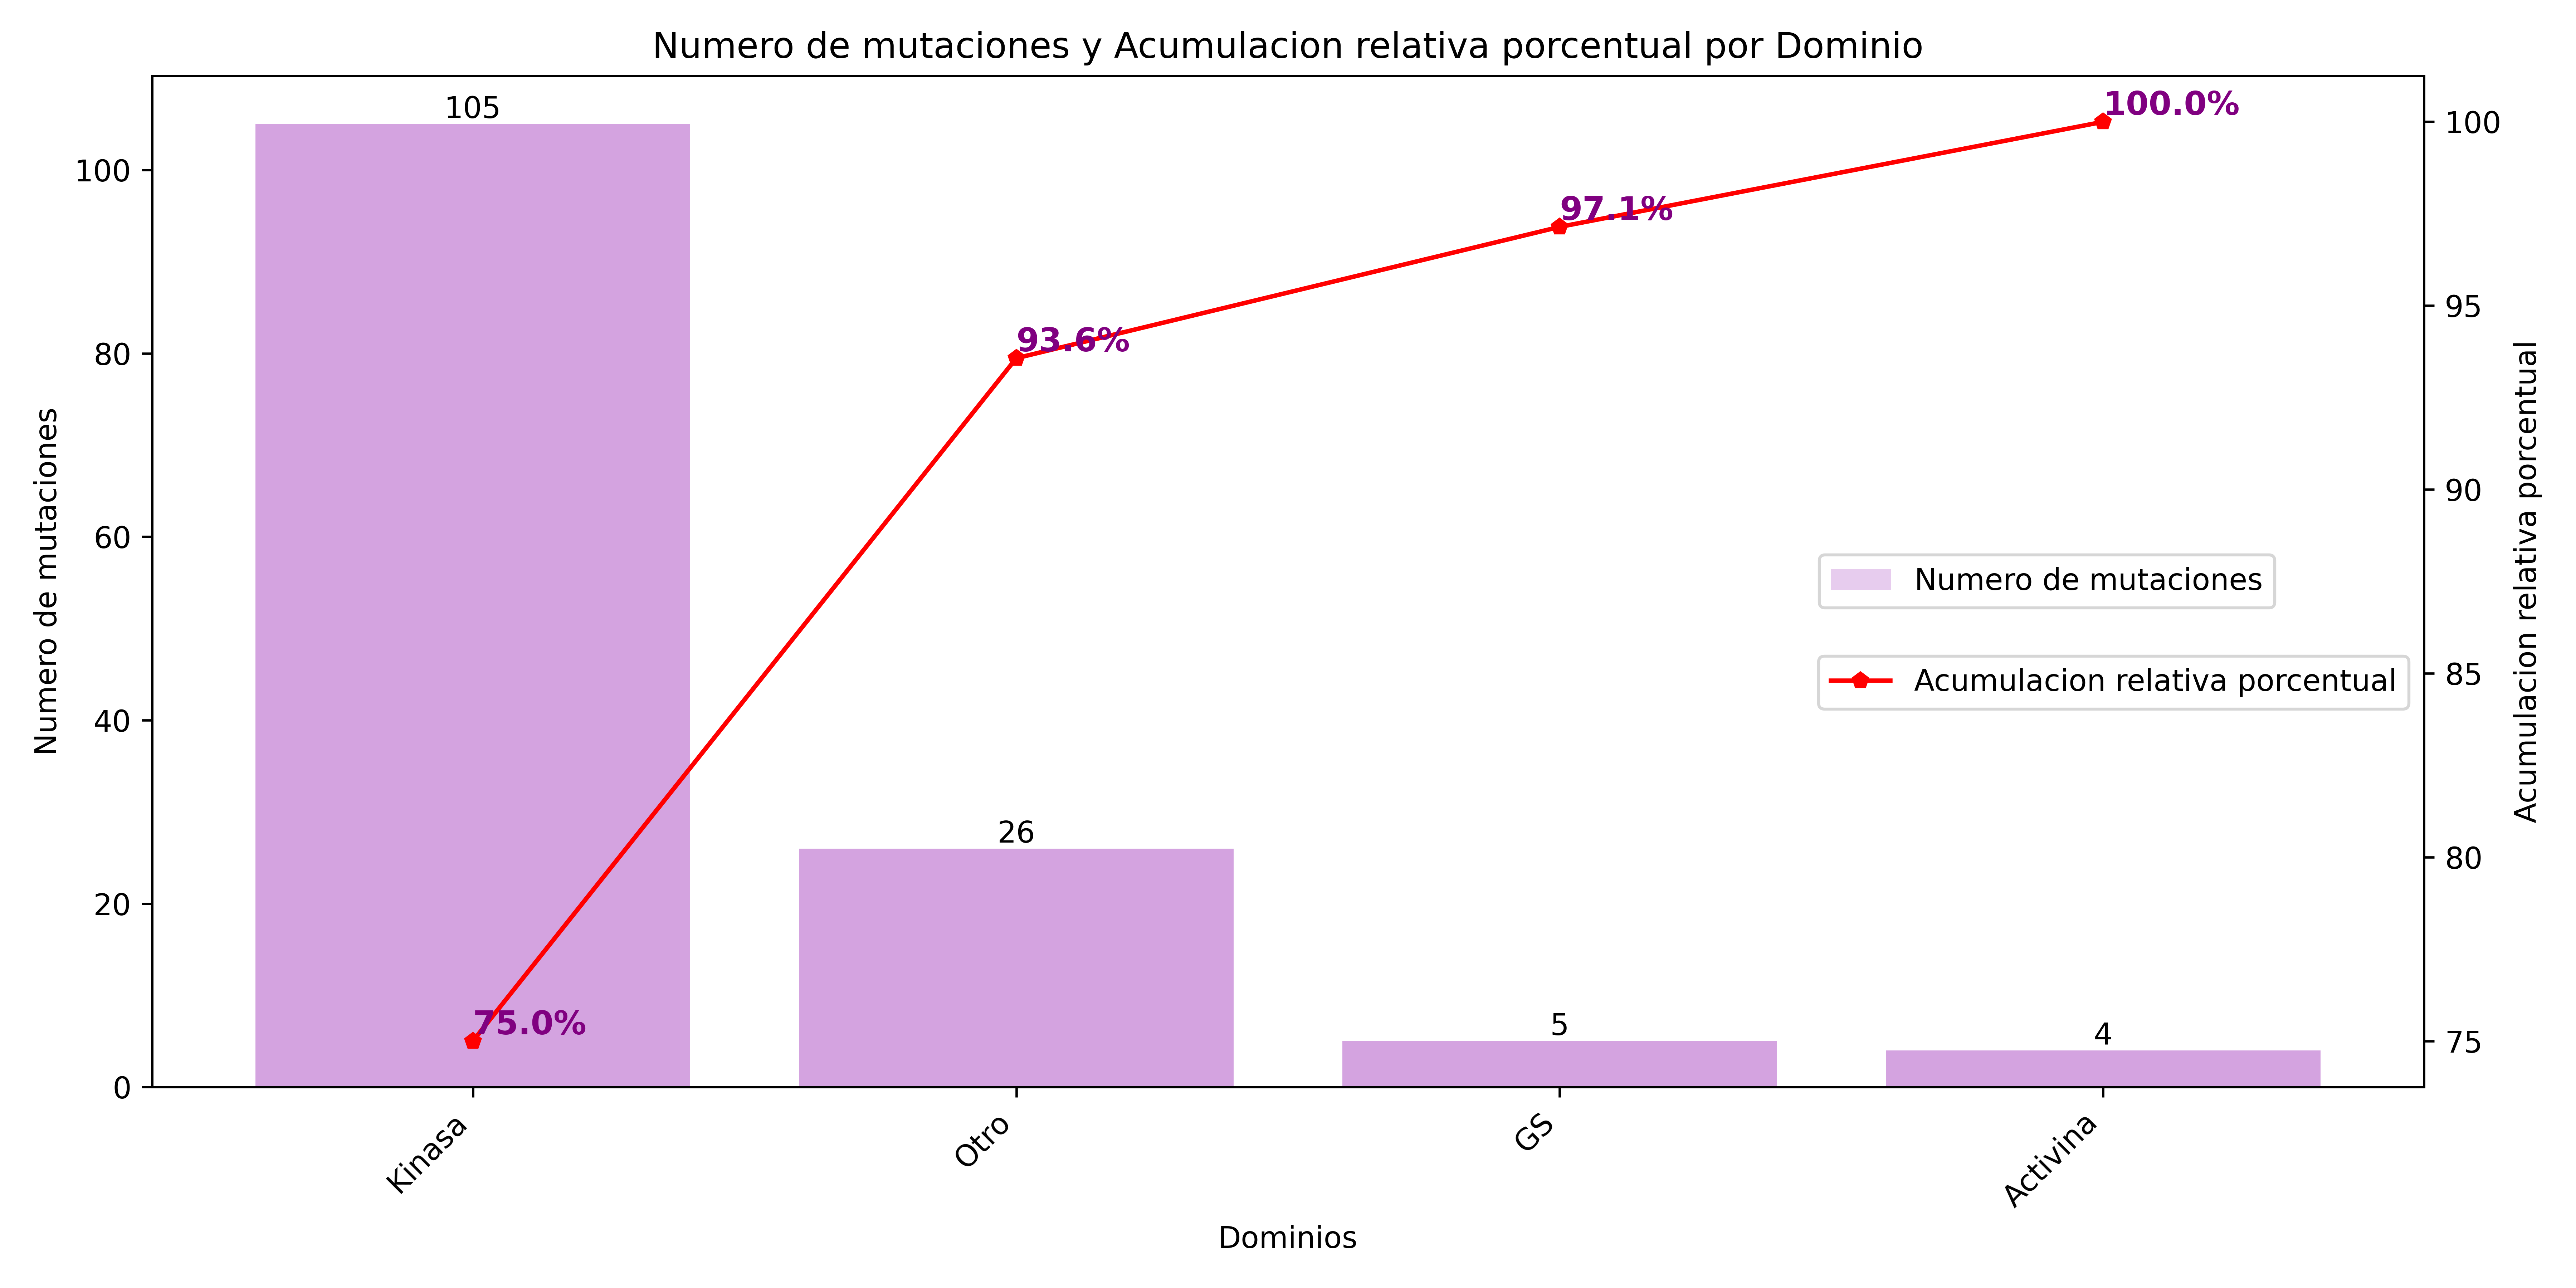 Numero de mutaciones y Acumulacion relativa porcentual por Dominio
Numero de mutaciones
0
20
40
60
80
100
105
26
5
4
75.0%
93.6%
97.1%
100.0%
Numero de mutaciones
Acumulacion relativa porcentual
75
80
85
90
95
100
Acumulacion relativa porcentual
Kinasa
Otro
GS
Activina
Dominios